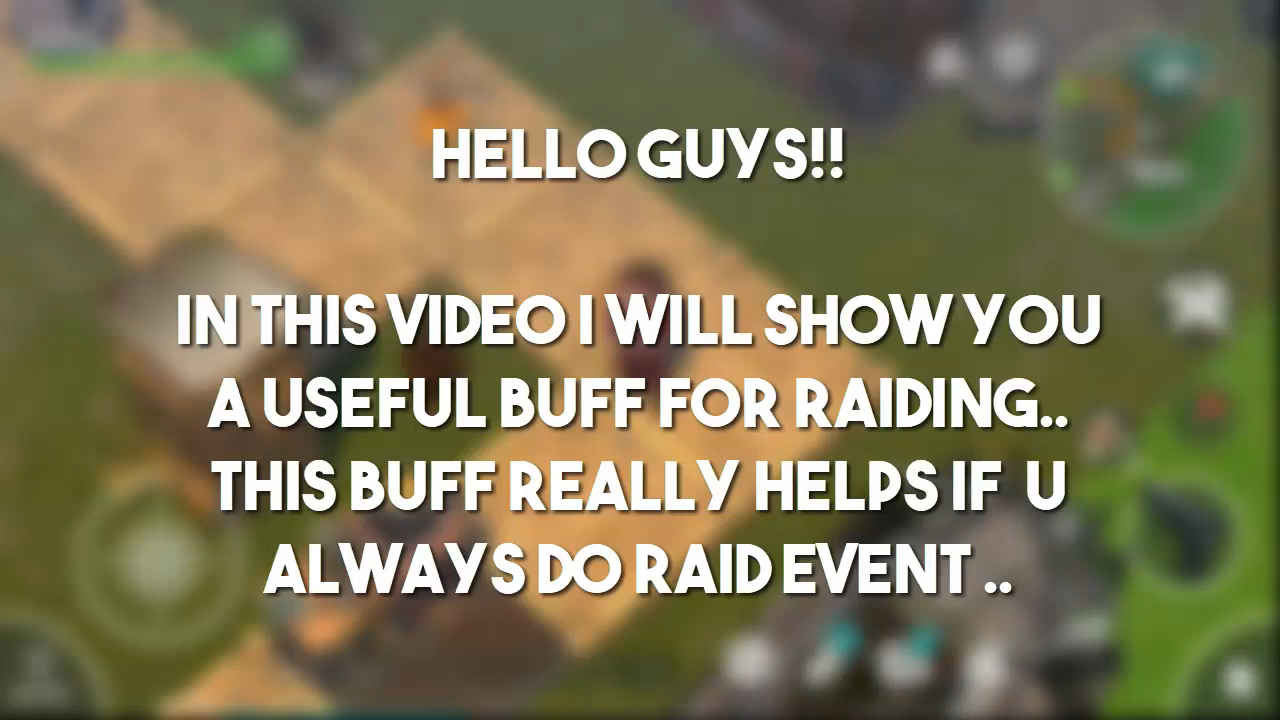 HELLO GUYS!!
IN THIS VIDEO I WILL SHOW YOU
A USEFUL BUFF FOR RAIDING..
THIS BUFF REALLY HELPS IF U
ALWAYS DO RAID EVENT ..